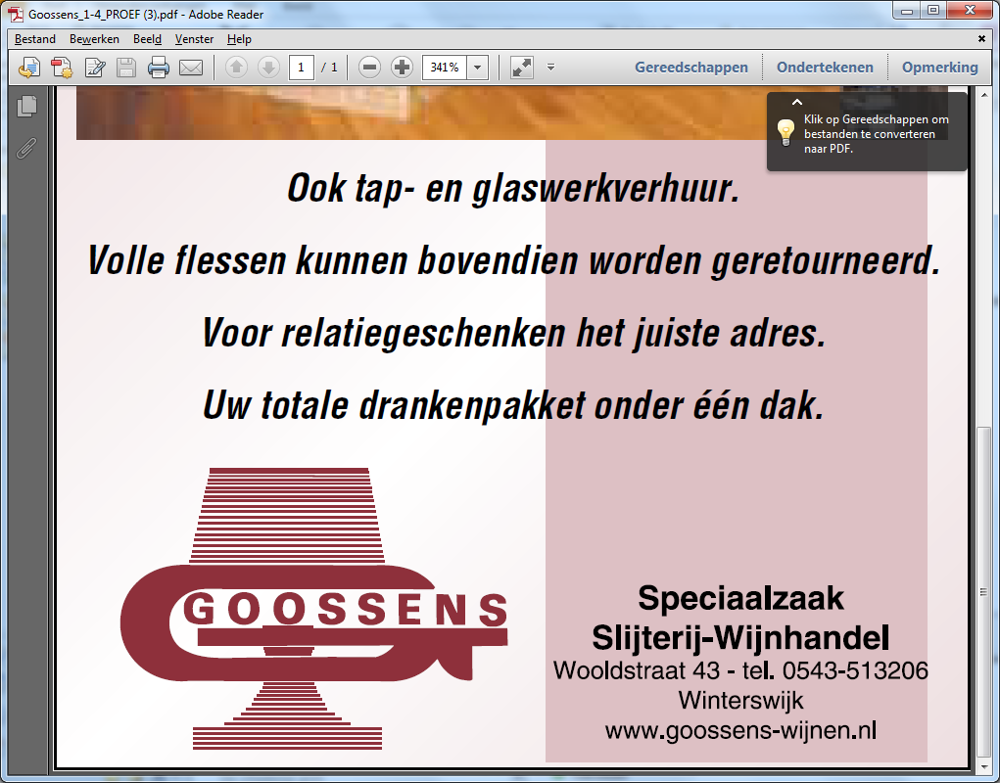 Goossens_1-4_PROEF (3).pdf - Adobe Reader
Bestand Bewerken Beeld Venster Help
1 / 1 341% Gereedschappen Ondertekenen Opmerking
Klik op Gereedschappen om
bestanden te converteren
naar PDF.
Ook tap- en glaswerkverhuur.
Volle flessen kunnen bovendien worden geretourneerd.
Voor relatiegeschenken het juiste adres.
Uw totale drankenpakket onder één dak.
GOOSSENS
Speciaalzaak
Slijterij-Wijnhandel
Wooldstraat 43 - tel. 0543-513206
Winterswijk
www.goossens-wijnen.nl